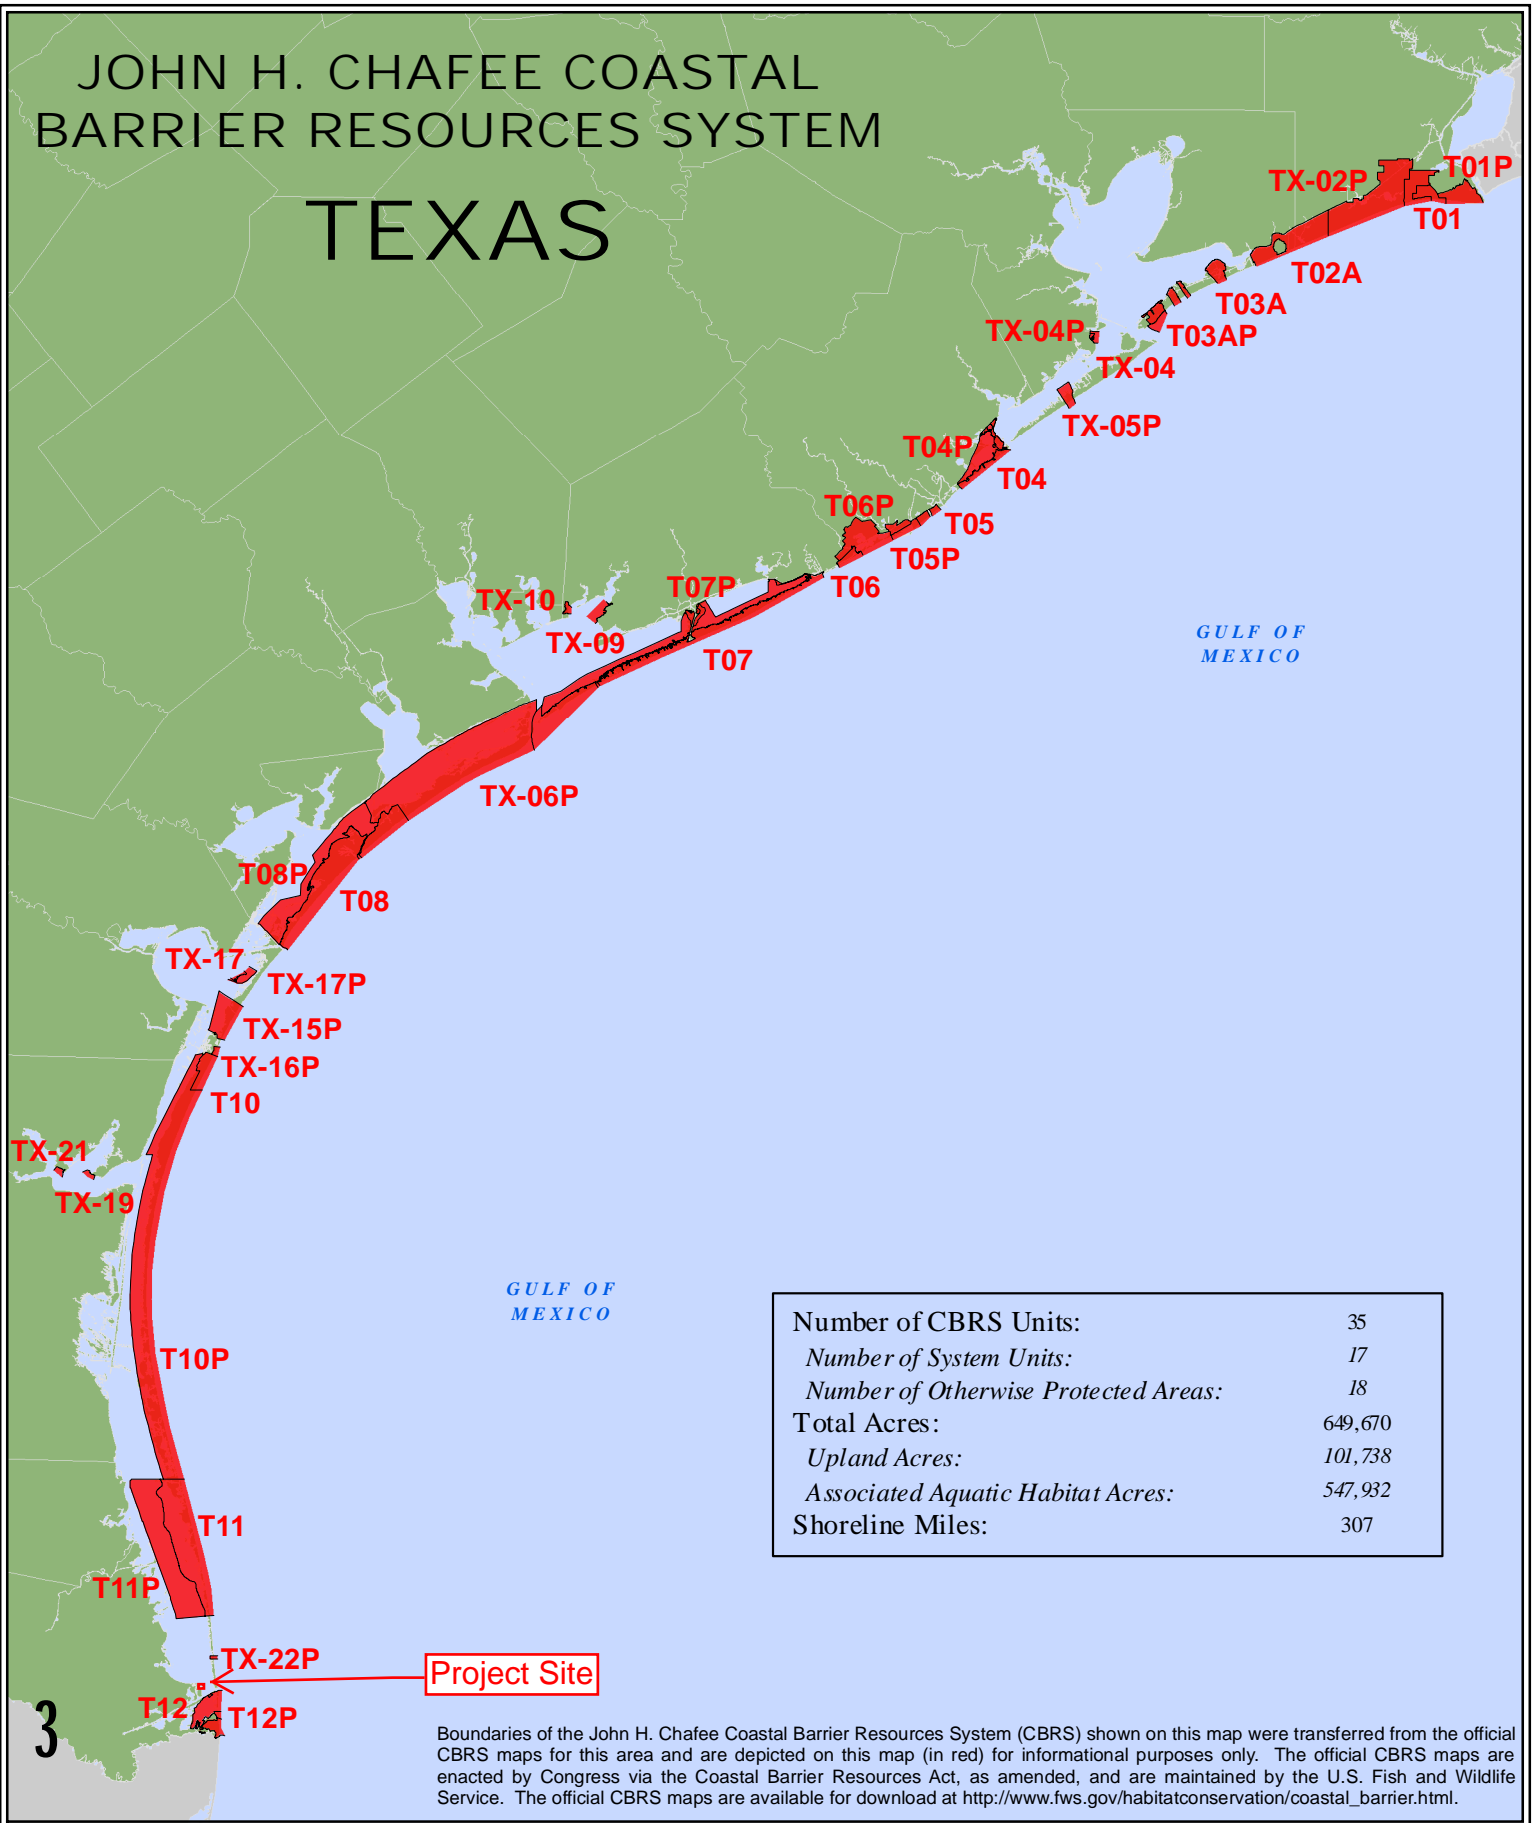 JOHN H. CHAFEE COASTAL
BARRIER RESOURCES SYSTEM
TEXAS
T01P
TX-02P
T01
T02A
T03A
T03AP
TX-04P
TX-04
TX-05P
T04P
T04
T06P
T05
T05P
T06
T07P
TX-10
TX-09
T07
GULF OF
MEXICO
TX-06P
T08P
T08
TX-17
TX-17P
TX-15P
TX-16P
T10
TX-21
TX-19
GULF OF
MEXICO
T10P
Number of CBRS Units: 35
Number of System Units: 17
Number of Otherwise Protected Areas: 18
Total Acres: 649,670
Upland Acres: 101,738
Associated Aquatic Habitat Acres: 547,932
Shoreline Miles: 307
T11
T11P
TX-22P
Project Site
T12
T12P
3
Boundaries of the John H. Chafee Coastal Barrier Resources System (CBRS) shown on this map were transferred from the official
CBRS maps for this area and are depicted on this map (in red) for informational purposes only. The official CBRS maps are
enacted by Congress via the Coastal Barrier Resources Act, as amended, and are maintained by the U.S. Fish and Wildlife
Service. The official CBRS maps are available for download at http://www.fws.gov/habitatconservation/coastal_barrier.html.